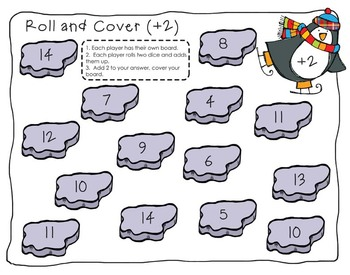 Roll and Cover (+2)
1. Each player has their own board.
2. Each player rolls two dice and adds
them up.
3. Add 2 to your answer, cover your
board.
14
8
+2
7
4
11
12
9
6
13
10
14
5
11
10